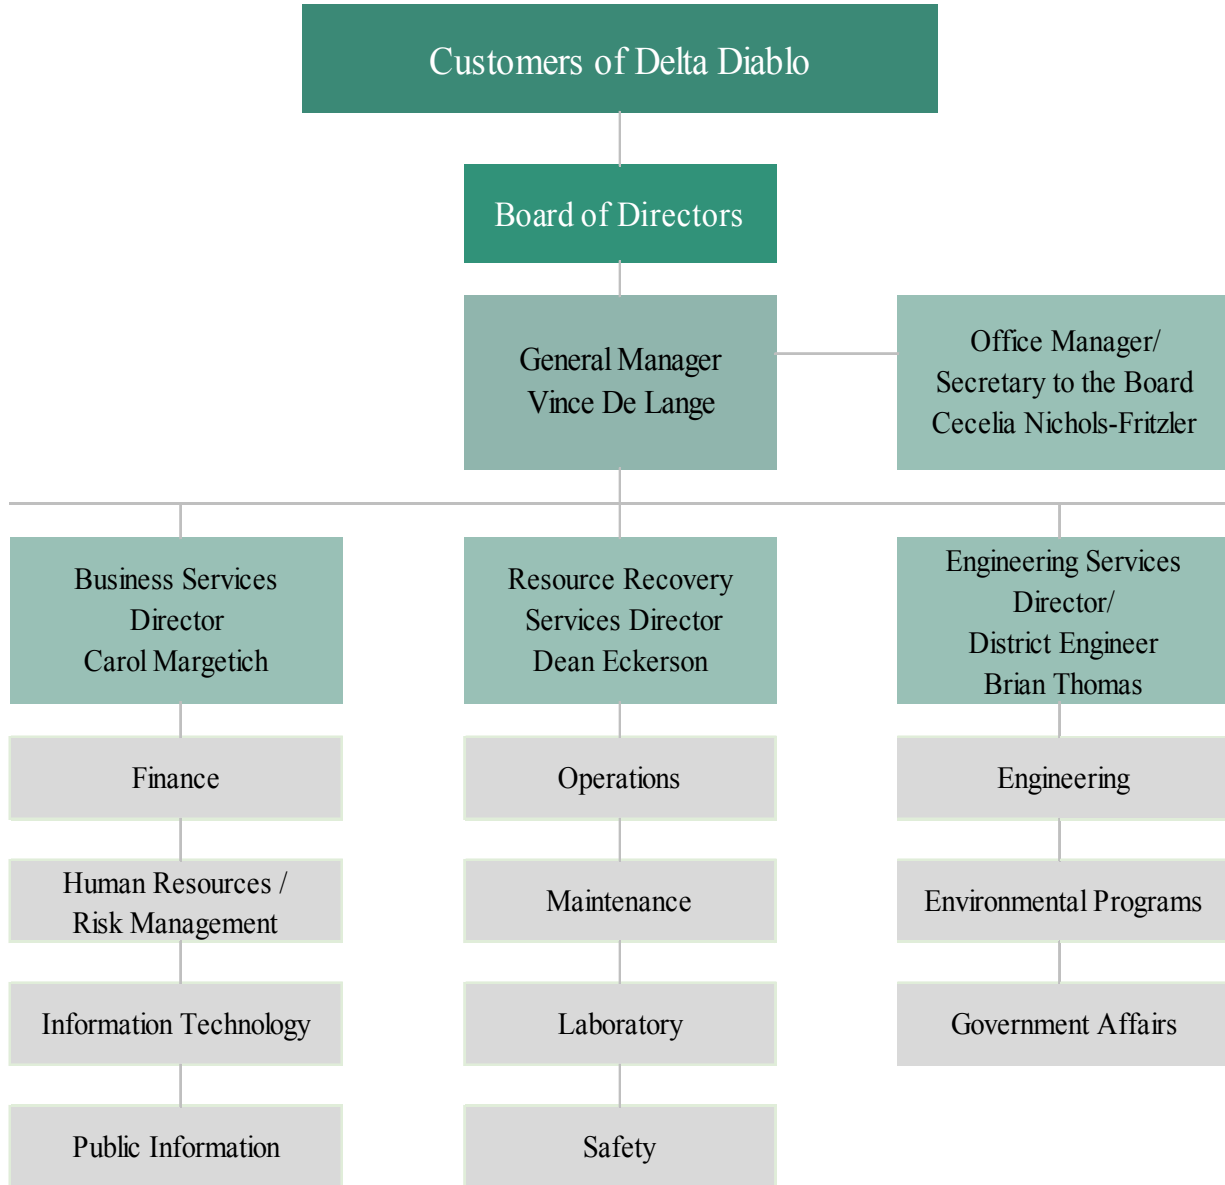 Customers of Delta Diablo
Board of Directors
General Manager
Vince De Lange
Office Manager/
Secretary to the Board
Cecelia Nichols-Fritzler
Business Services
Director
Carol Margetich
Resource Recovery
Services Director
Dean Eckerson
Engineering Services
Director/
District Engineer
Brian Thomas
Finance
Operations
Engineering
Human Resources /
Risk Management
Maintenance
Environmental Programs
Information Technology
Laboratory
Government Affairs
Public Information
Safety